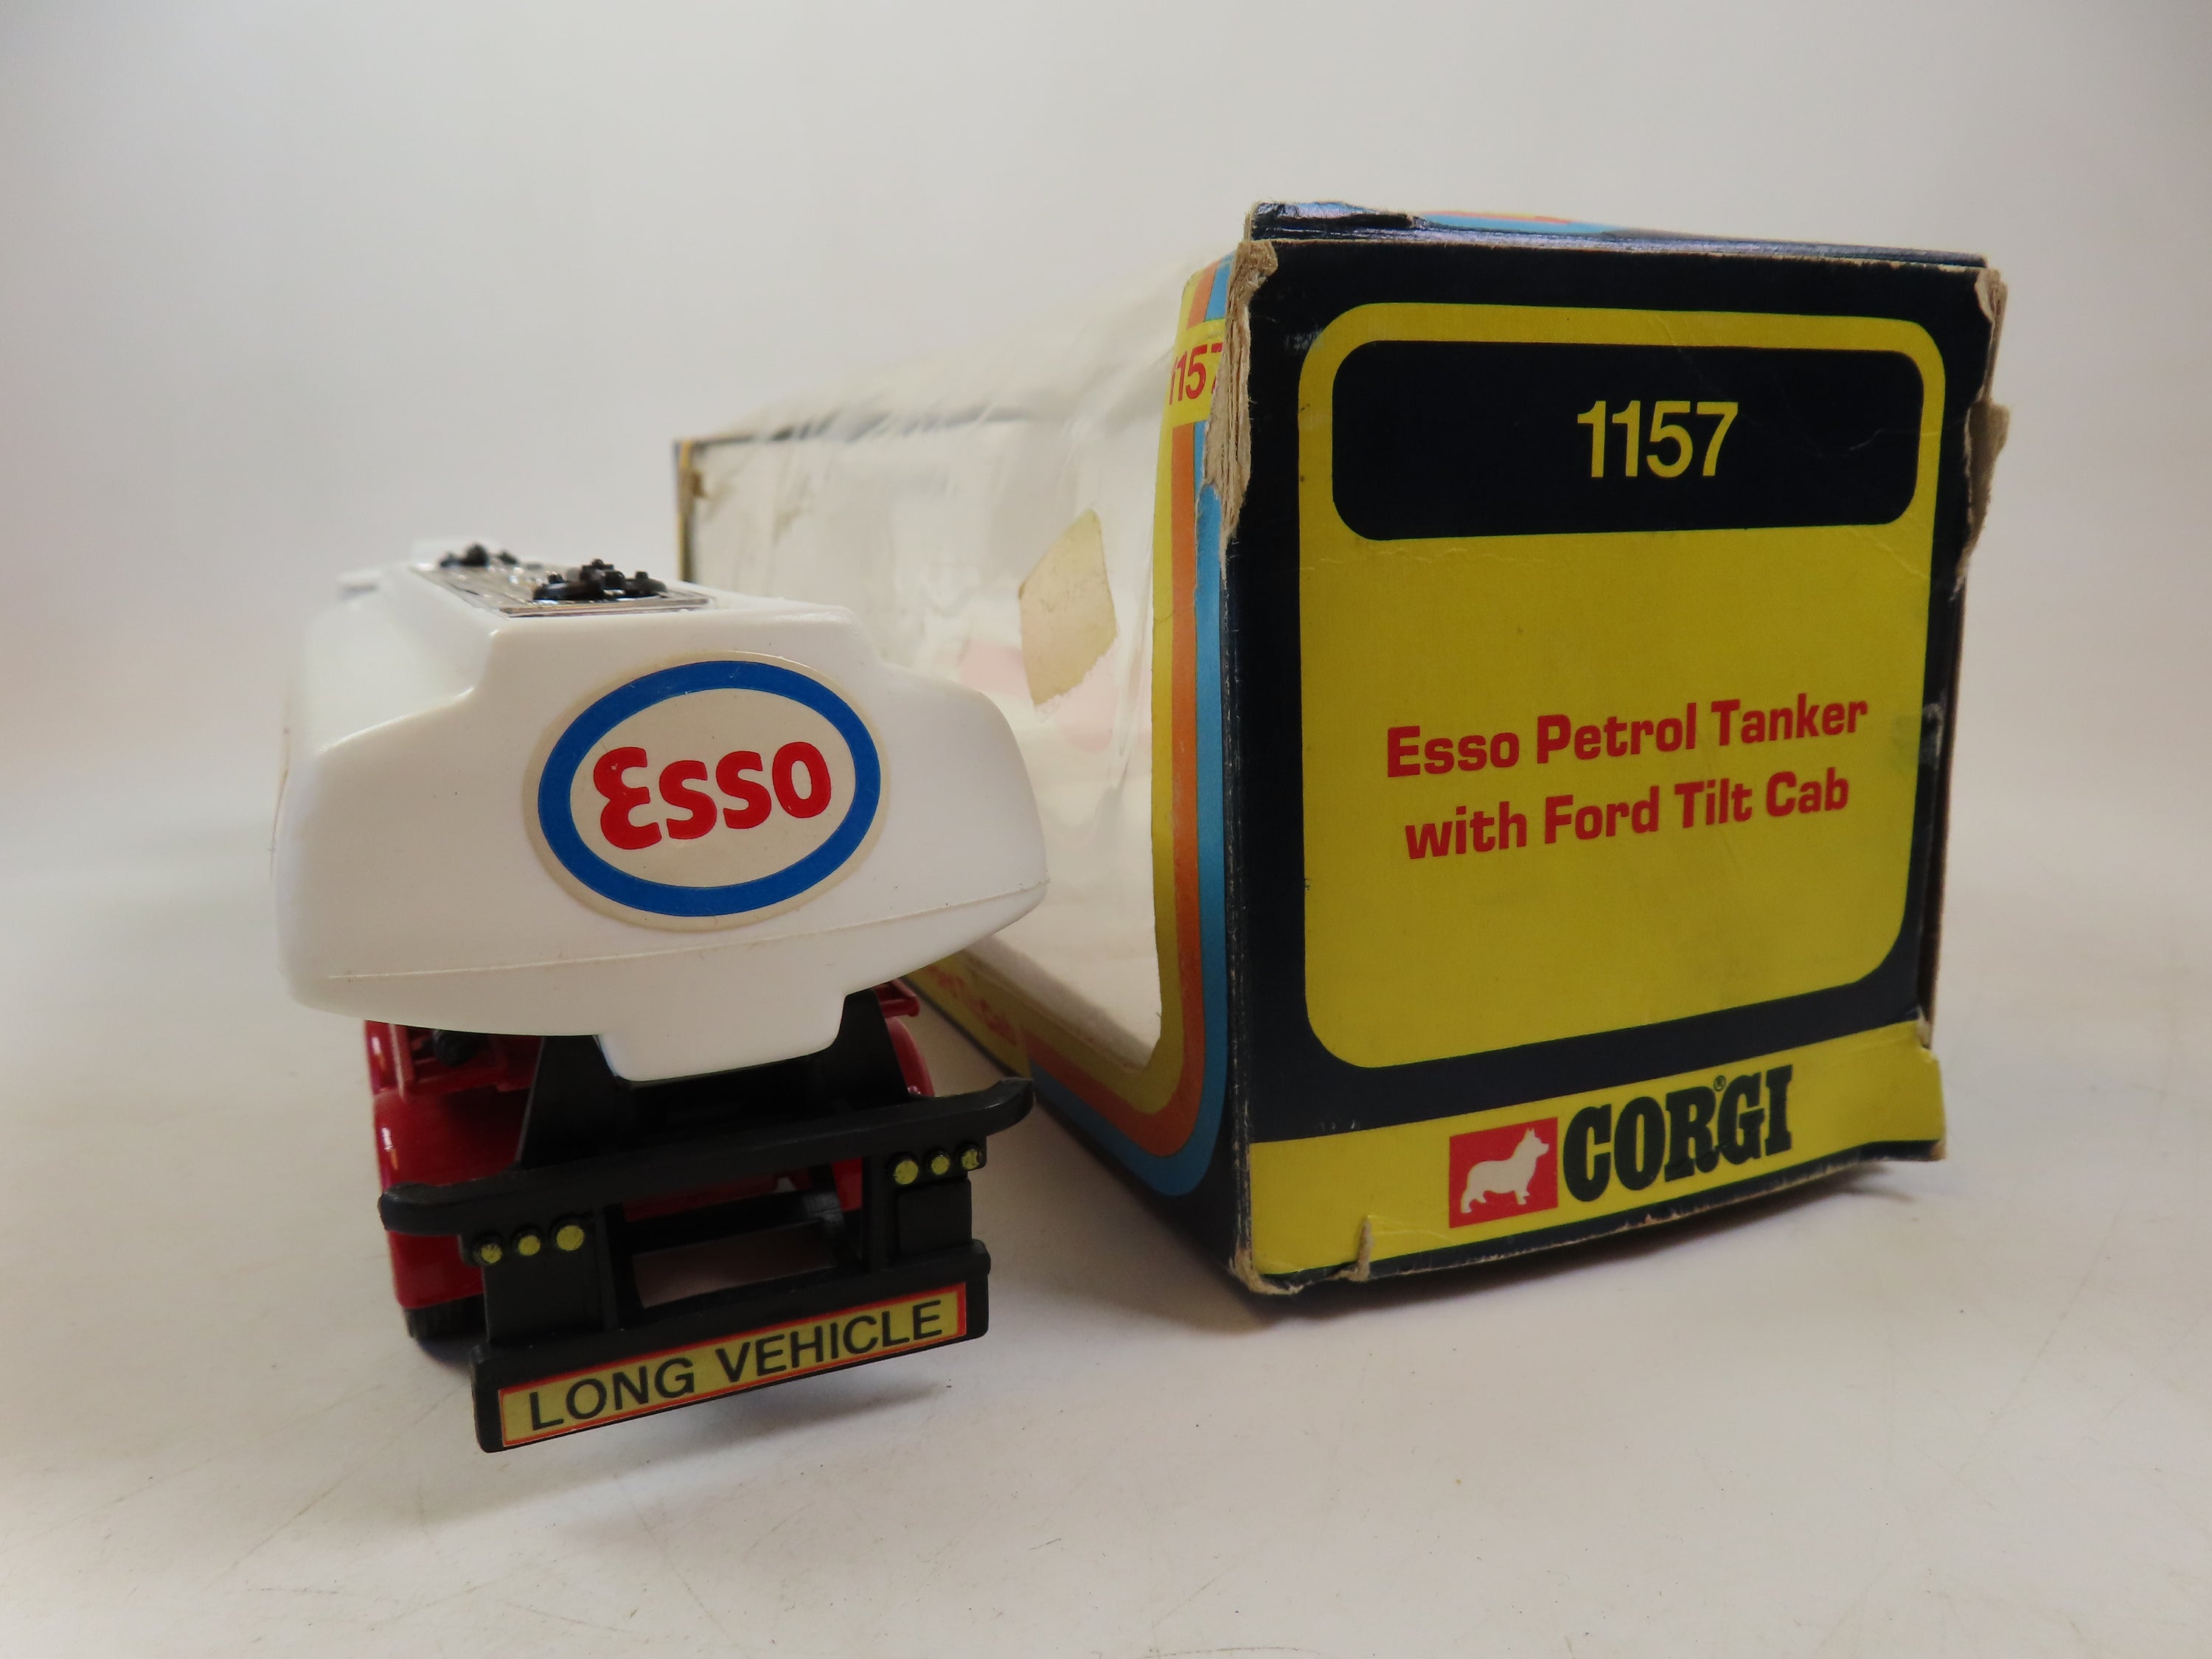 Esso
LONG VEHICLE
1157
1157
Esso Petrol Tanker
with Ford Tilt Cab
CORGI®